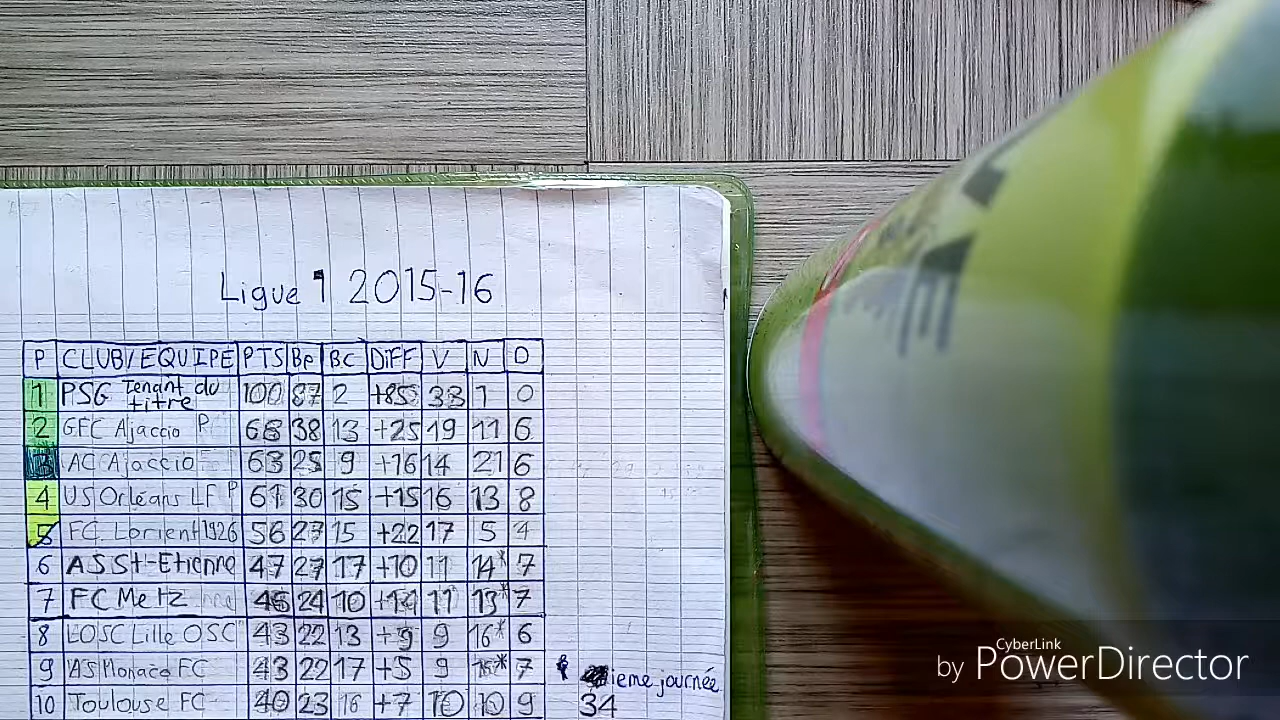 Ligue 1 2015-16
P CLUB/EQUIPE PTS Bp BC DIFF V N D
1 PSG Tenant du titre 100 87 2 +85 33 1 0
2 GFC Ajaccio P 68 38 13 +25 19 11 6
3 AC Ajaccio 63 25 9 +16 14 21 6
4 US Orléans LF P 61 30 15 +15 16 13 8
5 FC Lorient 1926 56 27 15 +22 17 5 4
6 AS St-Etienne 47 27 17 +10 11 14* 7
7 FC Metz 46 24 10 +14 11 13* 7
8 LOSC Lille OSC 43 22 13 +9 9 16* 6
9 AS Monaco FC 43 22 17 +5 9 * 7
ieme journée
10 Toulouse FC 40 23 16 +7 10 10 9
34
CyberLink
by PowerDirector